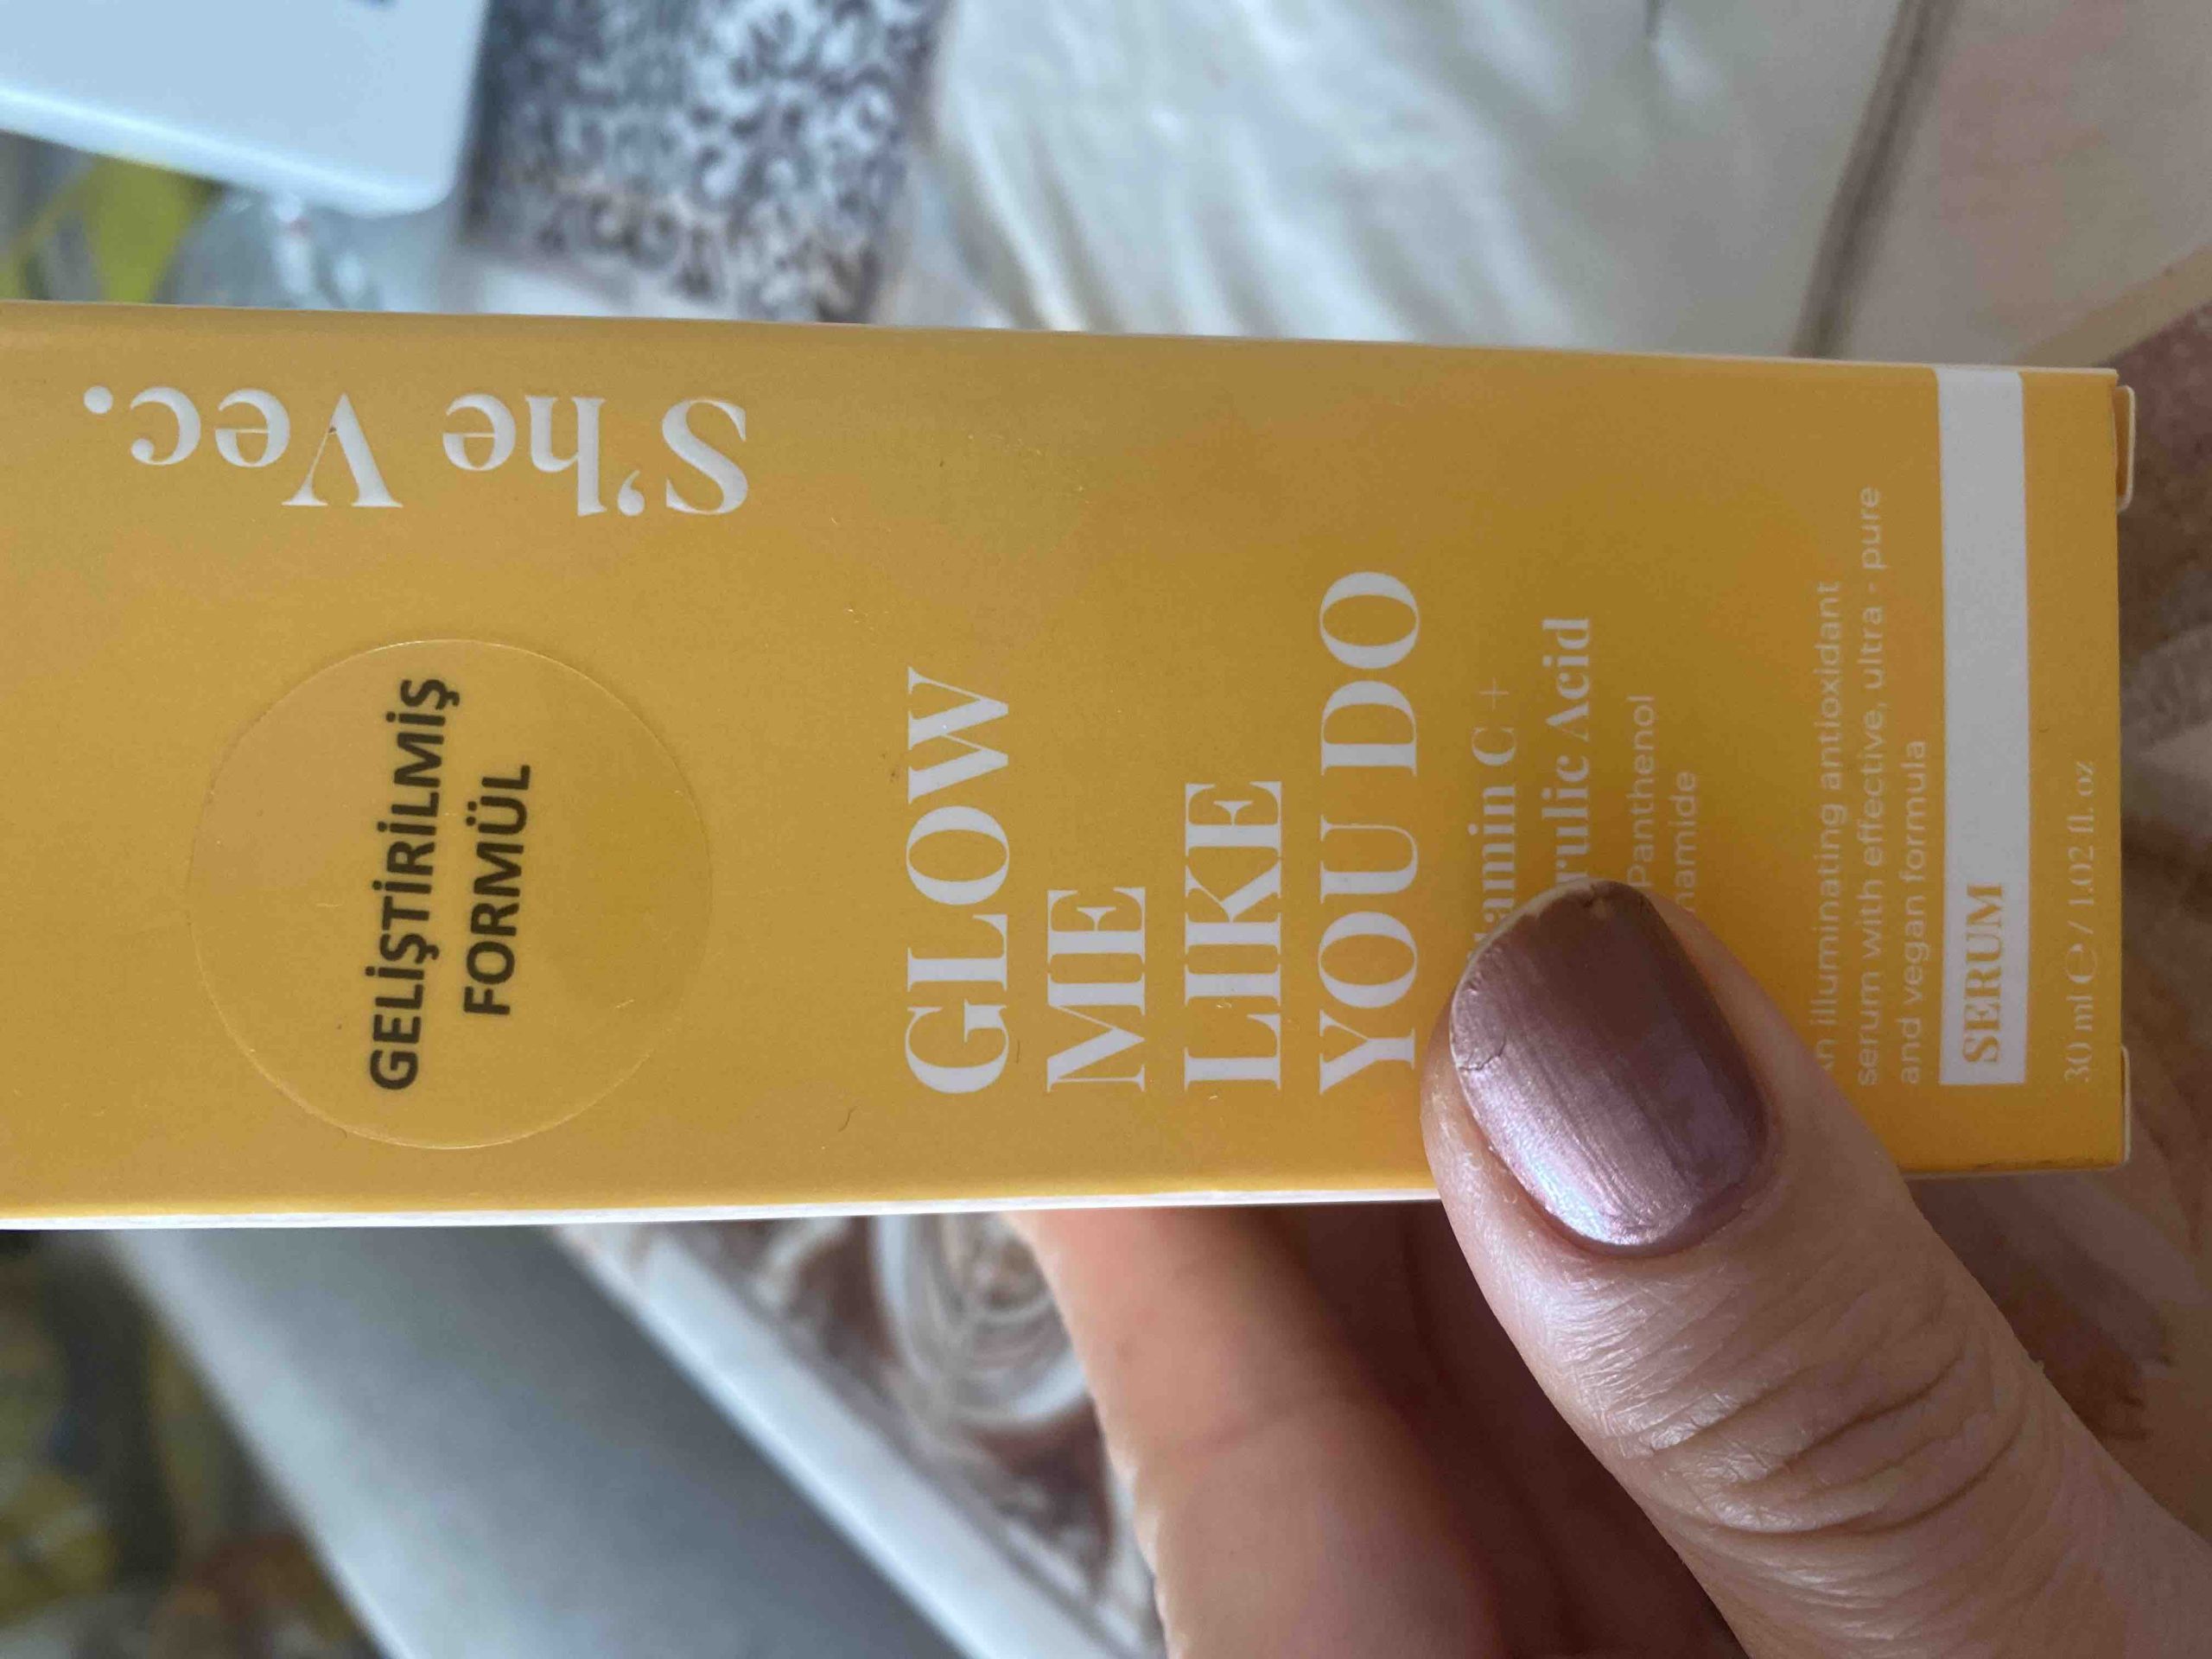 S'he Vec.
GELİŞTİRİLMİŞ
FORMÜL
GLOW
ME
LIKE
YOU DO
C +
Acid
Panthenol
illuminating antioxidant
serum with effective, ultra - pure
and vegan formula
SERUM
30 ml ℮ / 1.02 fl. oz